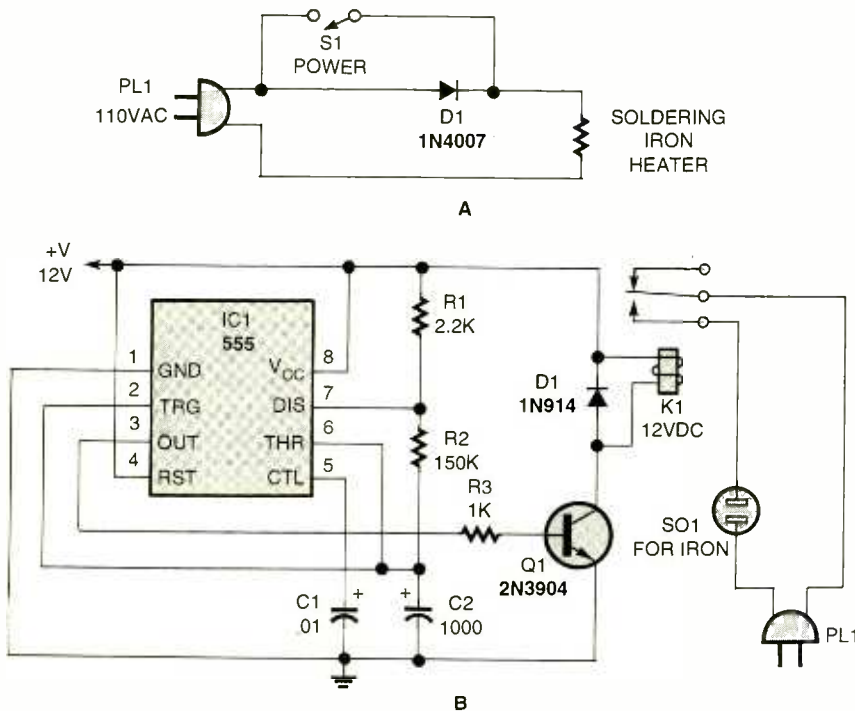 S1
POWER
PL1
110VAC
D1
1N4007
SOLDERING
IRON
HEATER
A
+V
12V
IC1
555
1
GND
2
TRG
3
OUT
4
RST
VCC
8
DIS
7
THR
6
CTL
5
R1
2.2K
R2
150K
R3
1K
D1
1N914
K1
12VDC
Q1
2N3904
C1
.01
+
+
C2
1000
SO1
FOR IRON
PL1
B